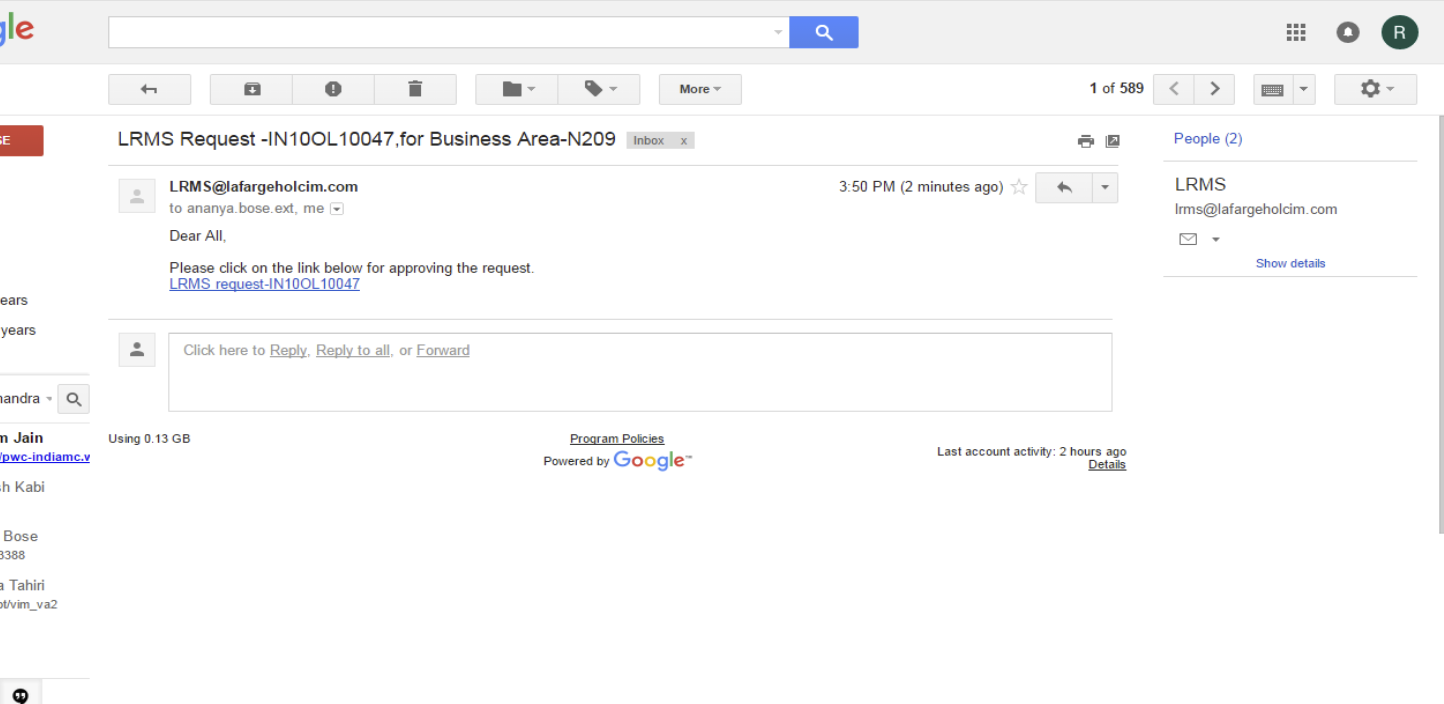 gle
R
More
1 of 589
SE
LRMS Request -IN10OL10047,for Business Area-N209 Inbox x
People (2)
LRMS@lafargeholcim.com
3:50 PM (2 minutes ago)
to ananya.bose.ext, me
Dear All,
Please click on the link below for approving the request.
LRMS request-IN10OL10047
LRMS
lrms@lafargeholcim.com
Show details
ears
years
handra
m Jain
/pwc-indiamc.v
sh Kabi
Bose
3388
a Tahiri
pt/vim_va2
Click here to Reply, Reply to all, or Forward
Using 0.13 GB
Program Policies
Powered by Google™
Last account activity: 2 hours ago
Details